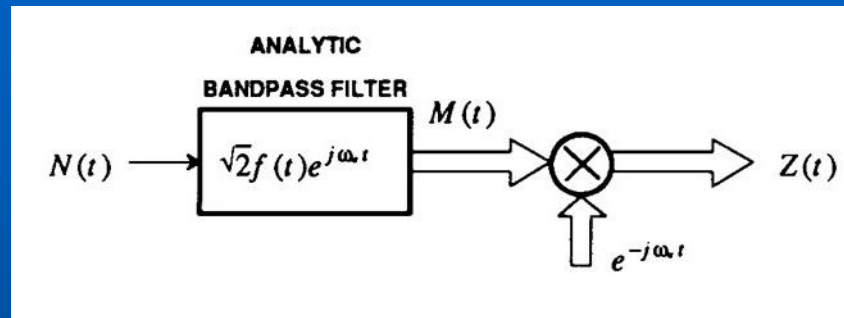 ANALYTIC
BANDPASS FILTER
M(t)
N(t)
√2f(t)e^{jω_c t}
Z(t)
e^{-jω_c t}